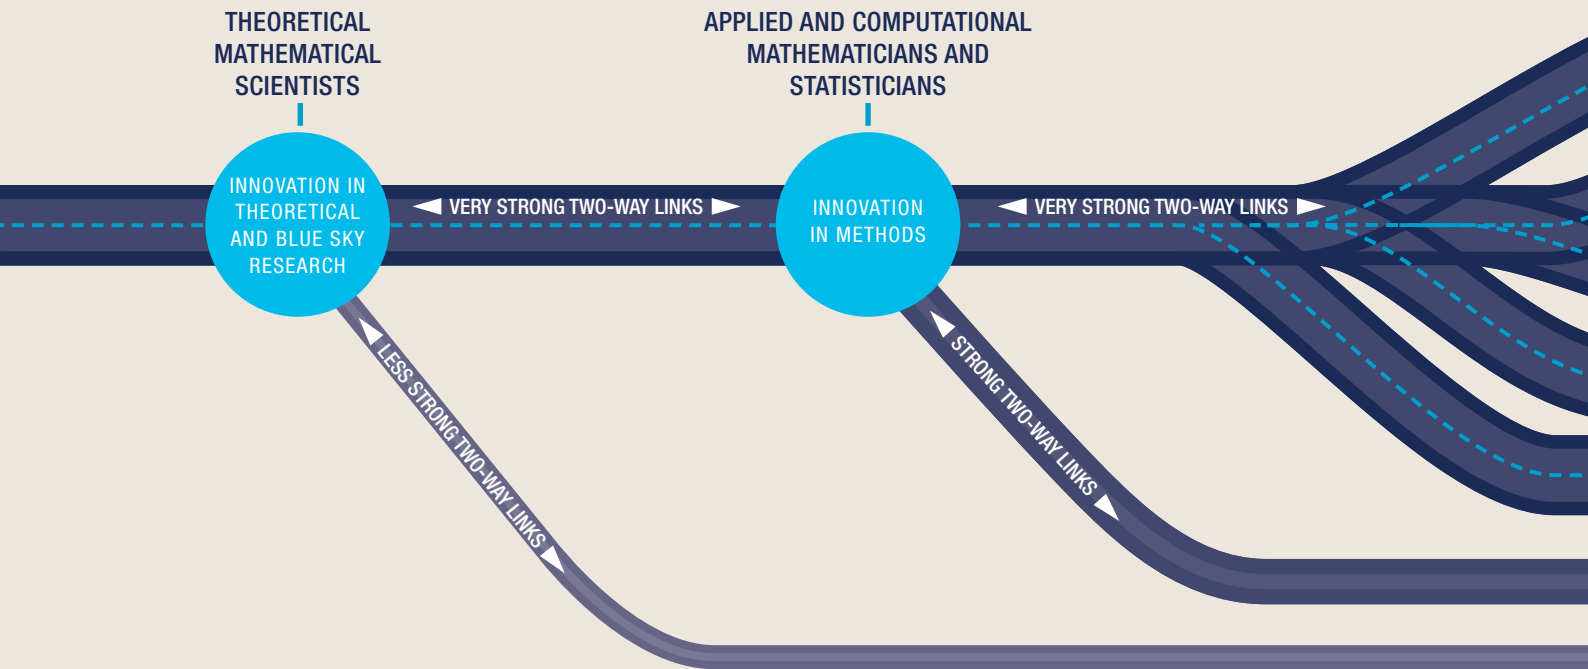 THEORETICAL
MATHEMATICAL
SCIENTISTS
APPLIED AND COMPUTATIONAL
MATHEMATICIANS AND
STATISTICIANS
INNOVATION IN
THEORETICAL
AND BLUE SKY
RESEARCH
VERY STRONG TWO-WAY LINKS
INNOVATION
IN METHODS
VERY STRONG TWO-WAY LINKS
LESS STRONG TWO-WAY LINKS
STRONG TWO-WAY LINKS